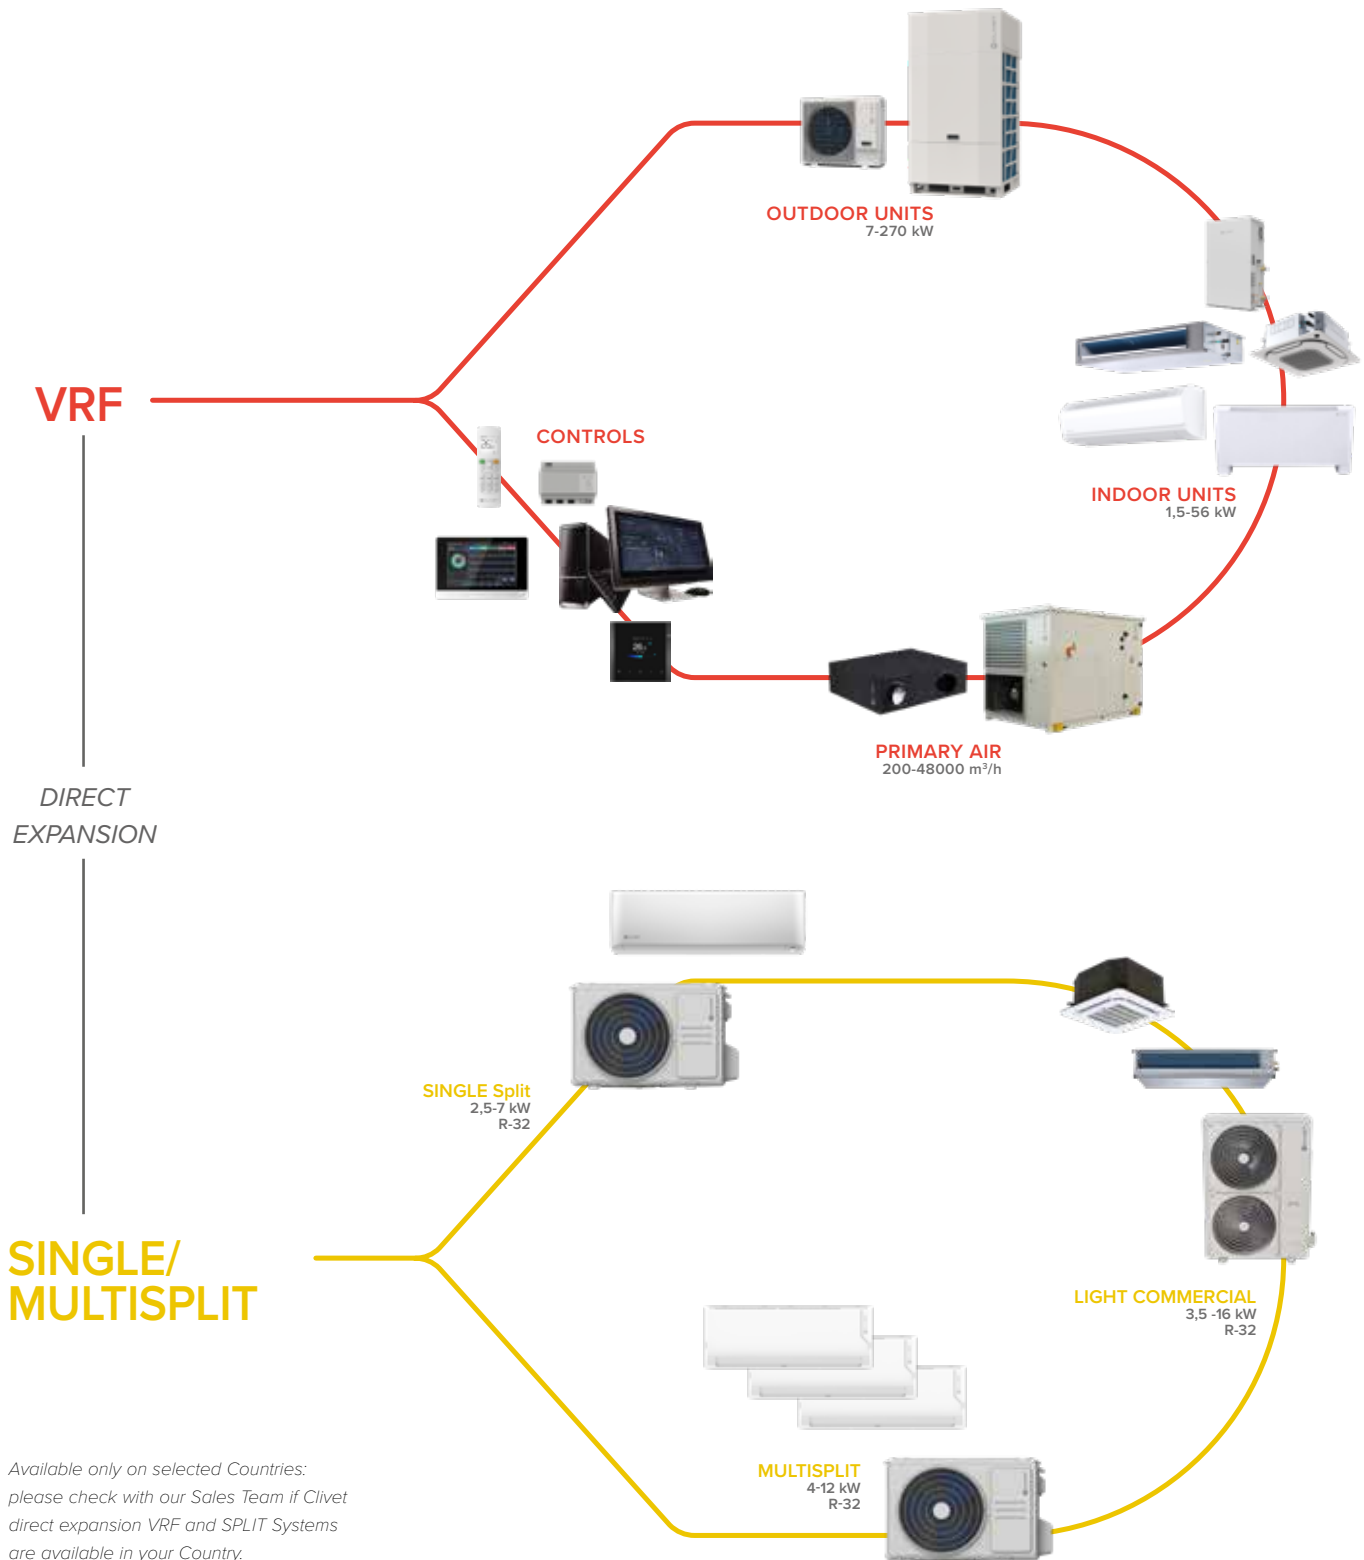 OUTDOOR UNITS
7-270 kW
VRF
CONTROLS
INDOOR UNITS
1,5-56 kW
PRIMARY AIR
200-48000 m³/h
DIRECT
EXPANSION
SINGLE Split
2,5-7 kW
R-32
SINGLE/
MULTISPLIT
LIGHT COMMERCIAL
3,5 -16 kW
R-32
MULTISPLIT
4-12 kW
R-32
Available only on selected Countries:
please check with our Sales Team if Clivet
direct expansion VRF and SPLIT Systems
are available in your Country.